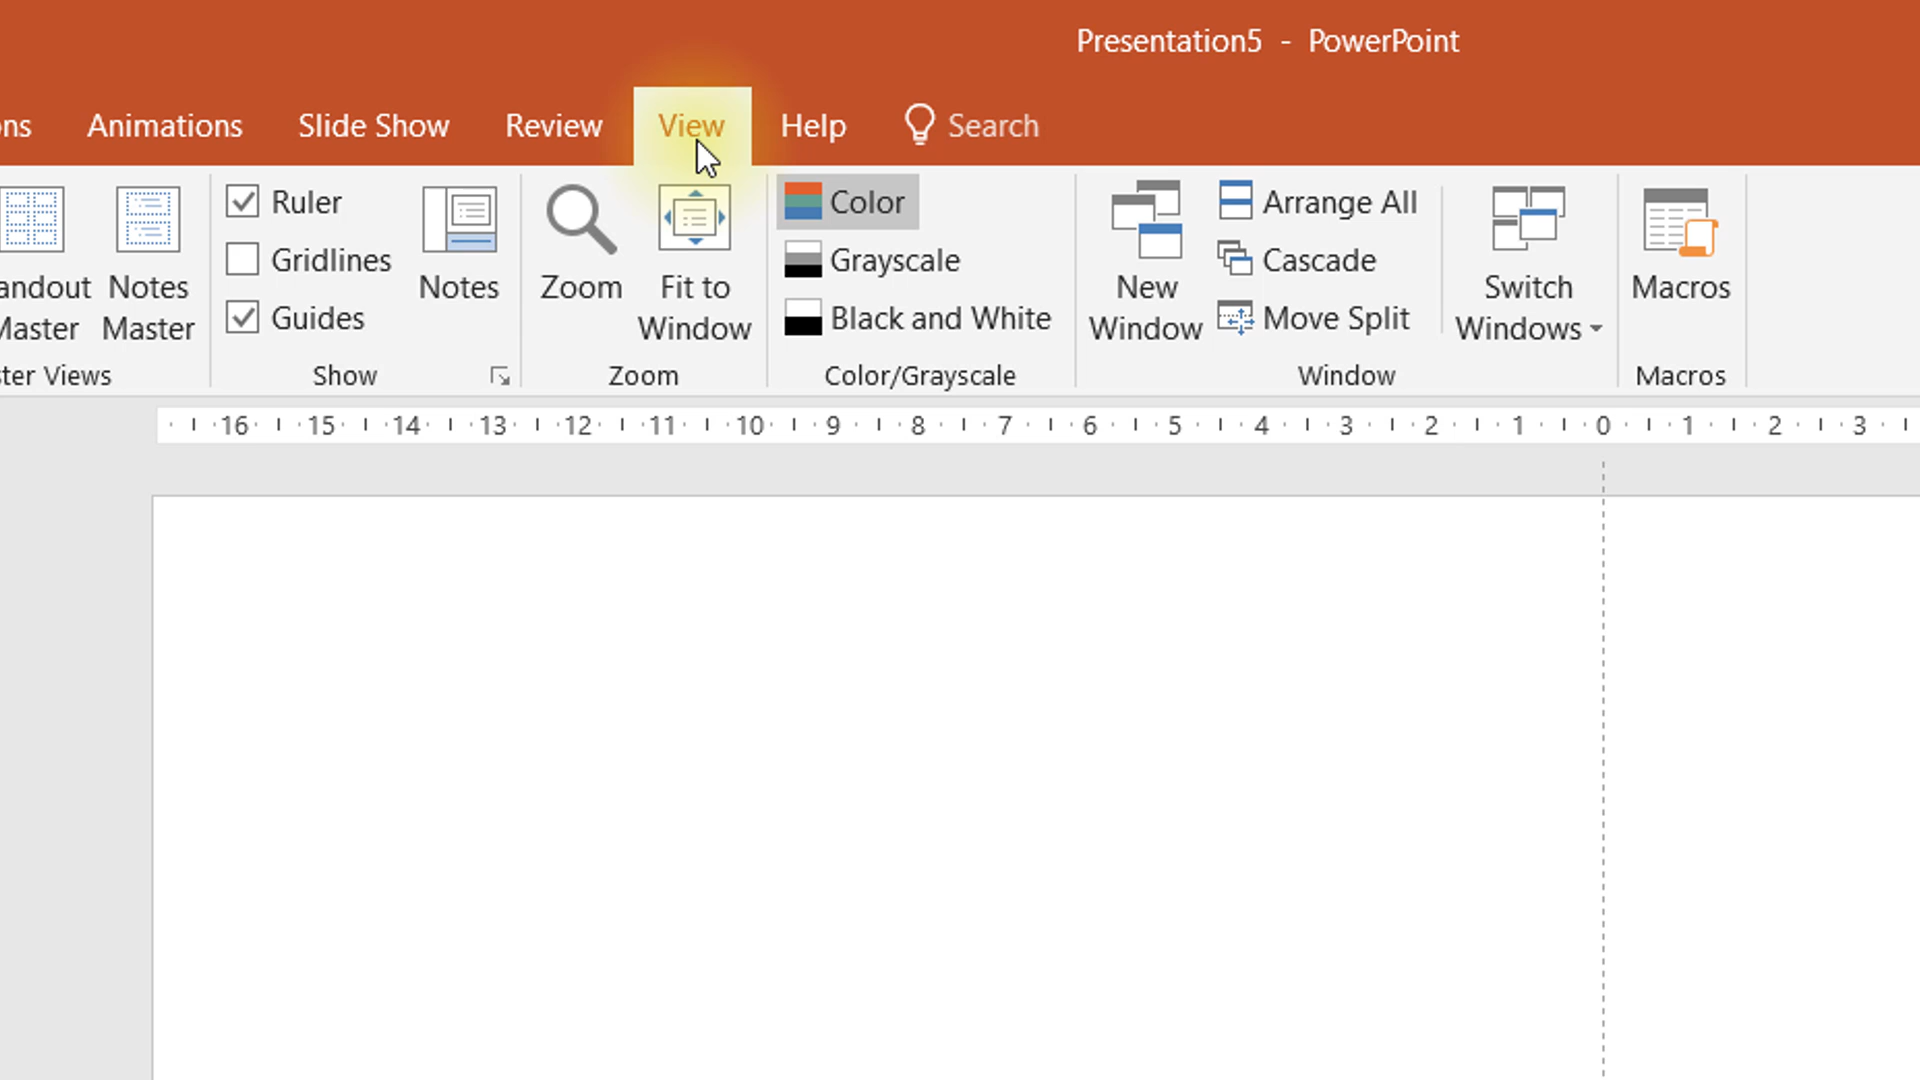 Presentation5 - PowerPoint
ns Animations Slide Show Review View Help Search
Ruler Color Arrange All
Gridlines Grayscale Cascade
andout Notes Notes Zoom Fit to New Switch Macros
Master Master Guides Window Black and White Window Move Split Windows
ter Views Show Zoom Color/Grayscale Window Macros
16 15 14 13 12 11 10 9 8 7 6 5 4 3 2 1 0 1 2 3